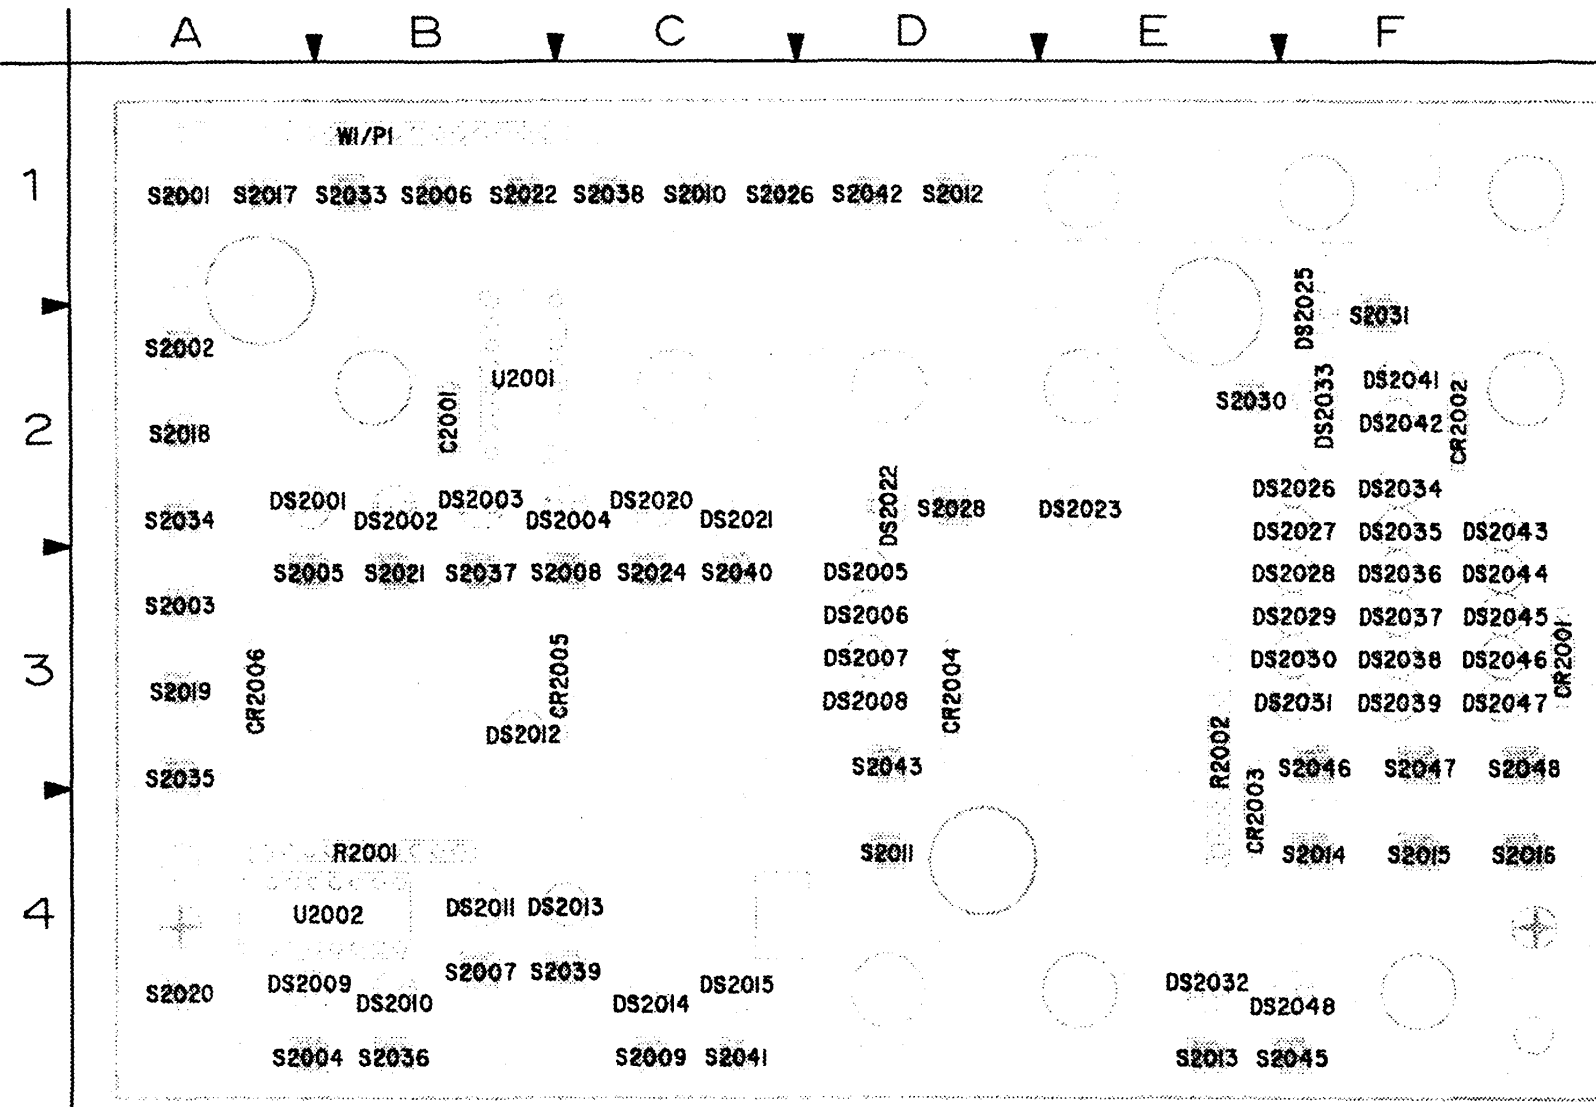 A B C D E F
W1/P1
1
S2001 S2017 S2033 S2006 S2022 S2038 S2010 S2026 S2042 S2012
DS2025
S2031
S2002
U2001
DS2041
S2030
DS2033
C2001
CR2002
DS2042
2
S2018
DS2026 DS2034
DS2001 DS2003 DS2020
DS2022
S2028 DS2023
S2034 DS2002 DS2004 DS2021
DS2027 DS2035 DS2043
S2005 S2021 S2037 S2008 S2024 S2040 DS2005 DS2028 DS2036 DS2044
S2003 DS2006 DS2029 DS2037 DS2045
DS2007 DS2030 DS2038 DS2046
CR2001
3
CR2006
CR2005
CR2004
S2019 DS2008 DS2031 DS2039 DS2047
DS2012
R2002
S2035 S2043 S2046 S2047 S2048
CR2003
R2001 S2011 S2014 S2015 S2016
4
U2002 DS2011 DS2013
S2007 S2039
S2020 DS2009 DS2015 DS2032
DS2010 DS2014 DS2048
S2004 S2036 S2009 S2041 S2013 S2045